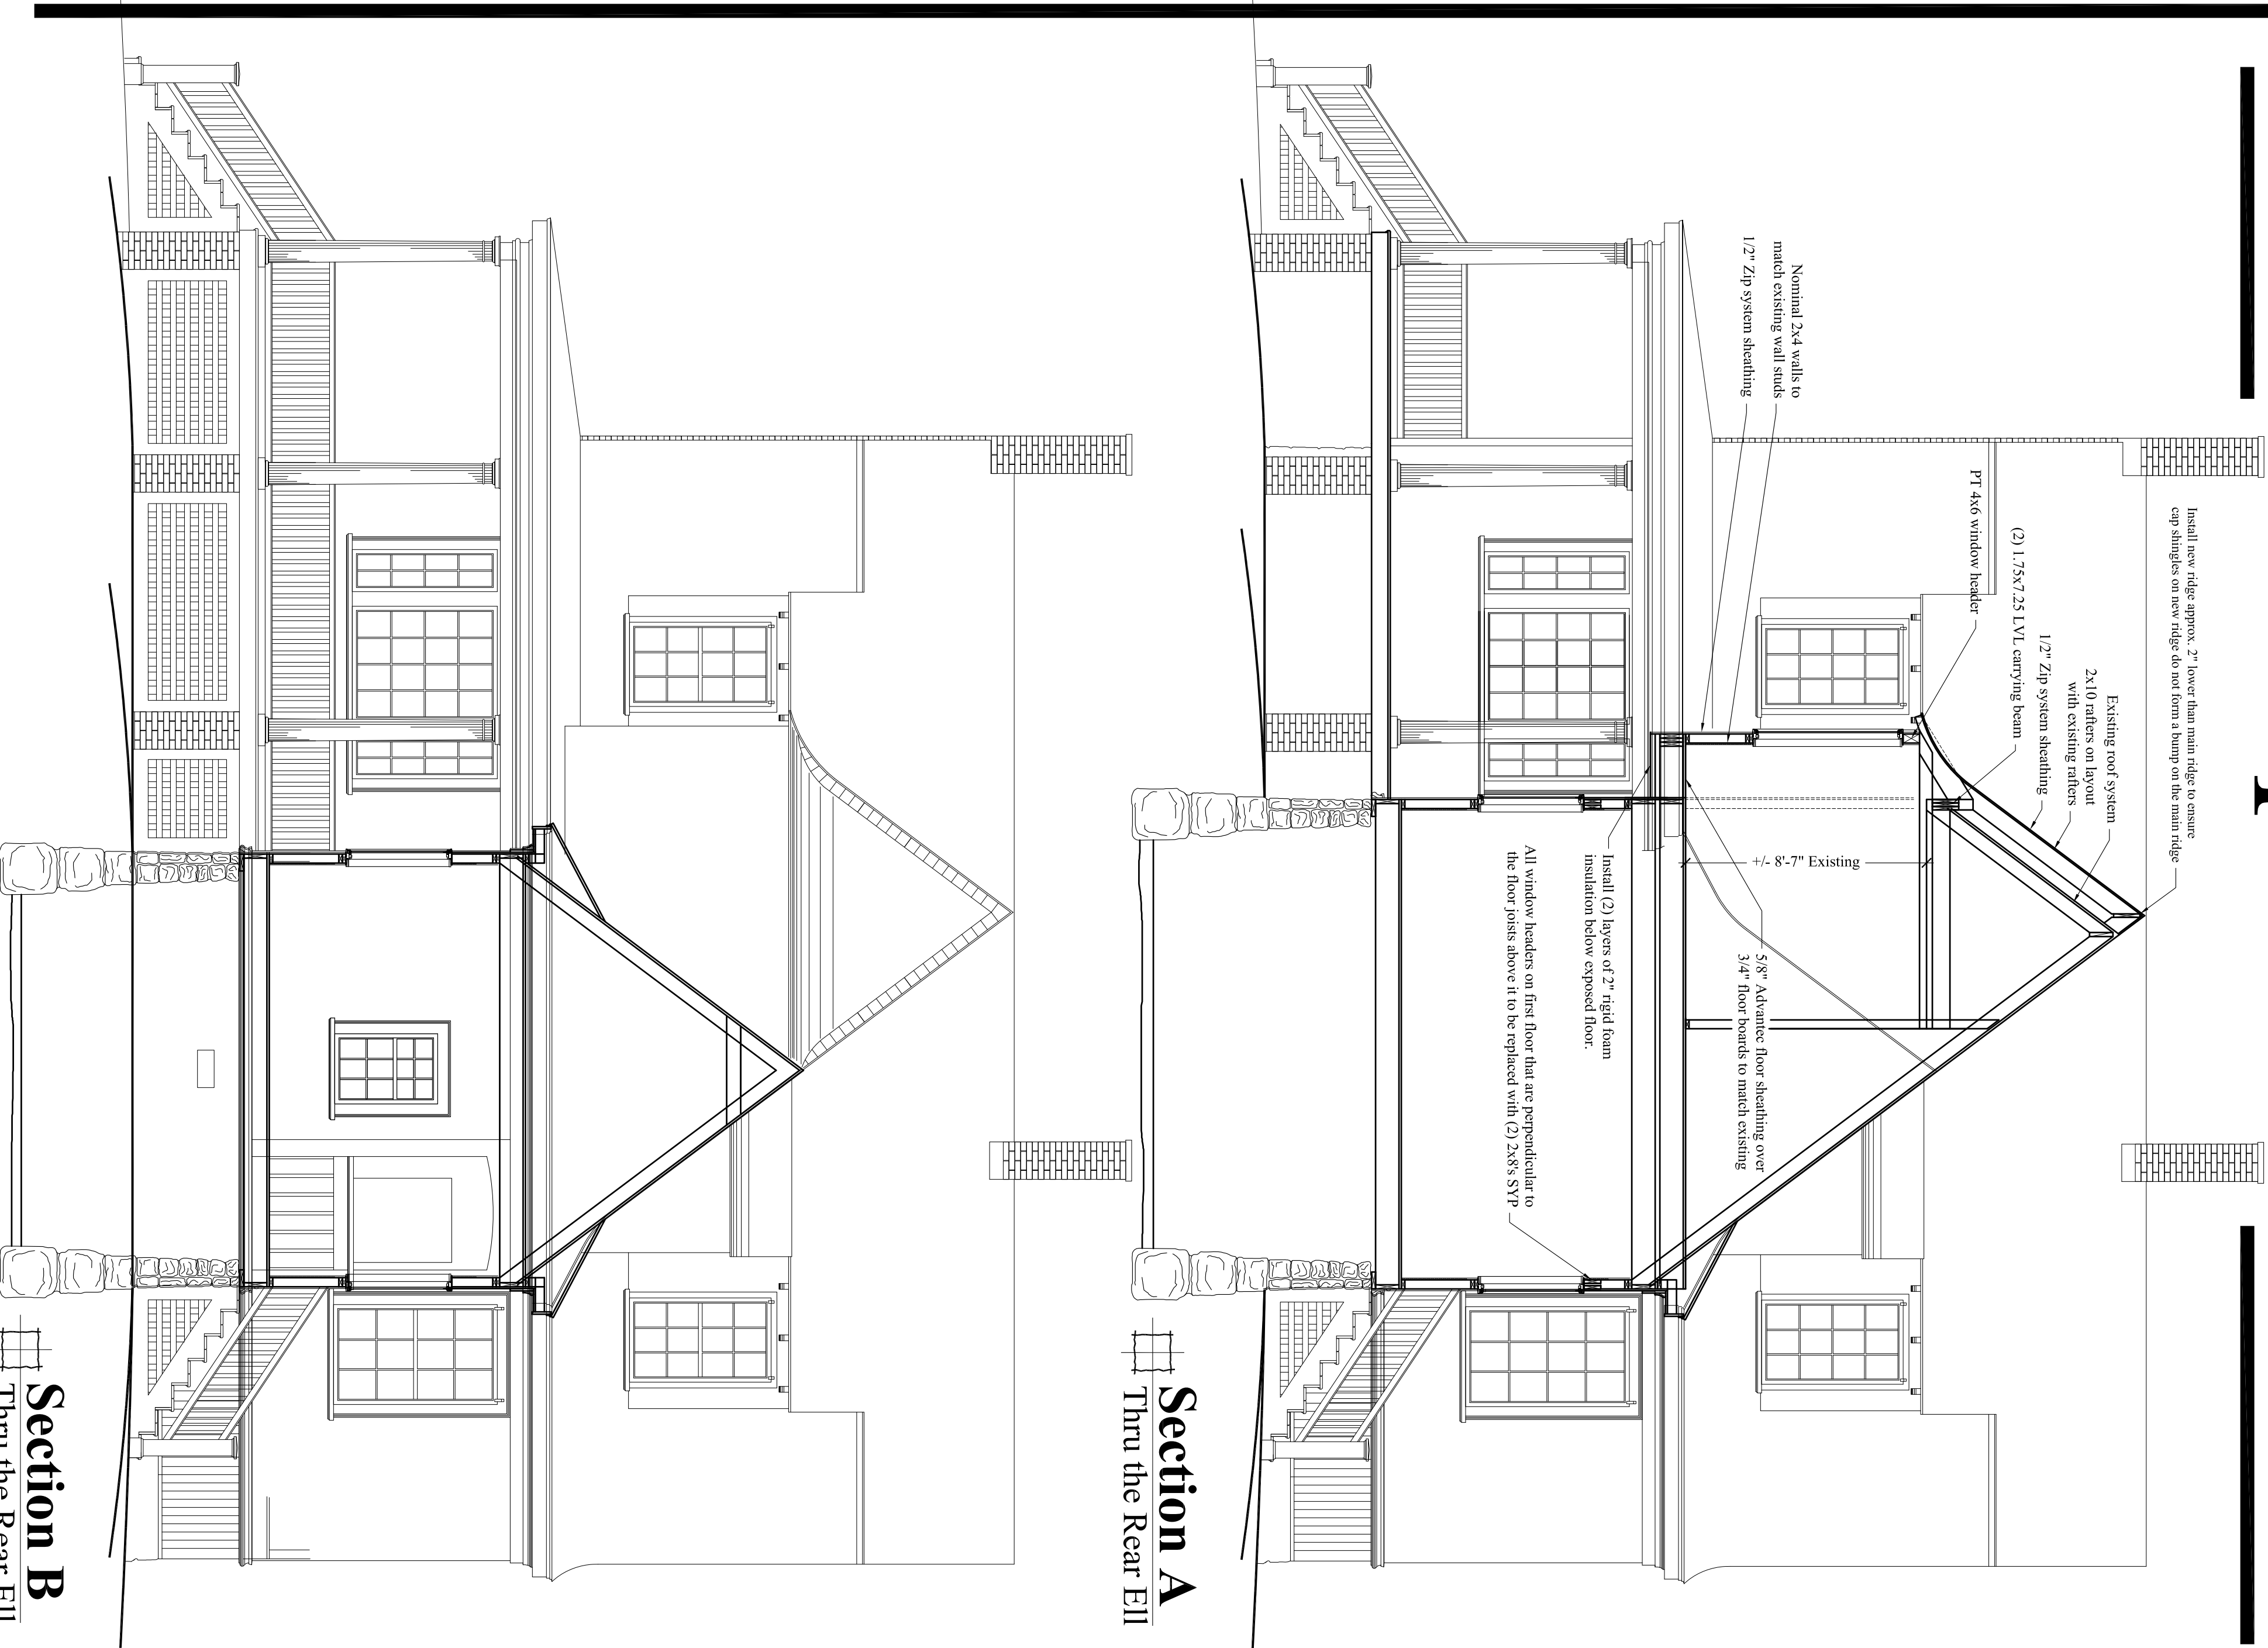 Install new ridge approx. 2" lower than main ridge to ensure
cap shingles on new ridge do not form a bump on the main ridge
Existing roof system
2x10 rafters on layout
with existing rafters
1/2" Zip system sheathing
(2) 1.75x7.25 LVL carrying beam
PT 4x6 window header
Nominal 2x4 walls to
match existing wall studs
1/2" Zip system sheathing
+/- 8'-7" Existing
5/8" Advantec floor sheathing over
3/4" floor boards to match existing
Install (2) layers of 2" rigid foam
insulation below exposed floor.
All window headers on first floor that are perpendicular to
the floor joists above it to be replaced with (2) 2x8's SYP
Section A
Thru the Rear Ell
Section B
Thru the Rear Ell